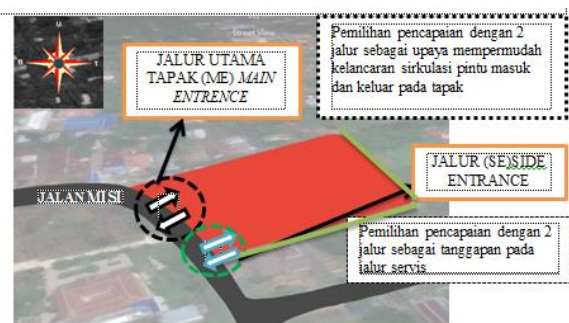 Street View
U
B
T
S
JALUR UTAMA
TAPAK (ME) MAIN
ENTRENCE
Pemilihan pencapaian dengan 2
jalur sebagai upaya mempermudah
kelancaran sirkulasi pintu masuk
dan keluar pada tapak
JALUR (SE)SIDE
ENTRANCE
JALAN MISI
Pemilihan pencapaian dengan 2
jalur sebagai tanggapan pada
jalur servis